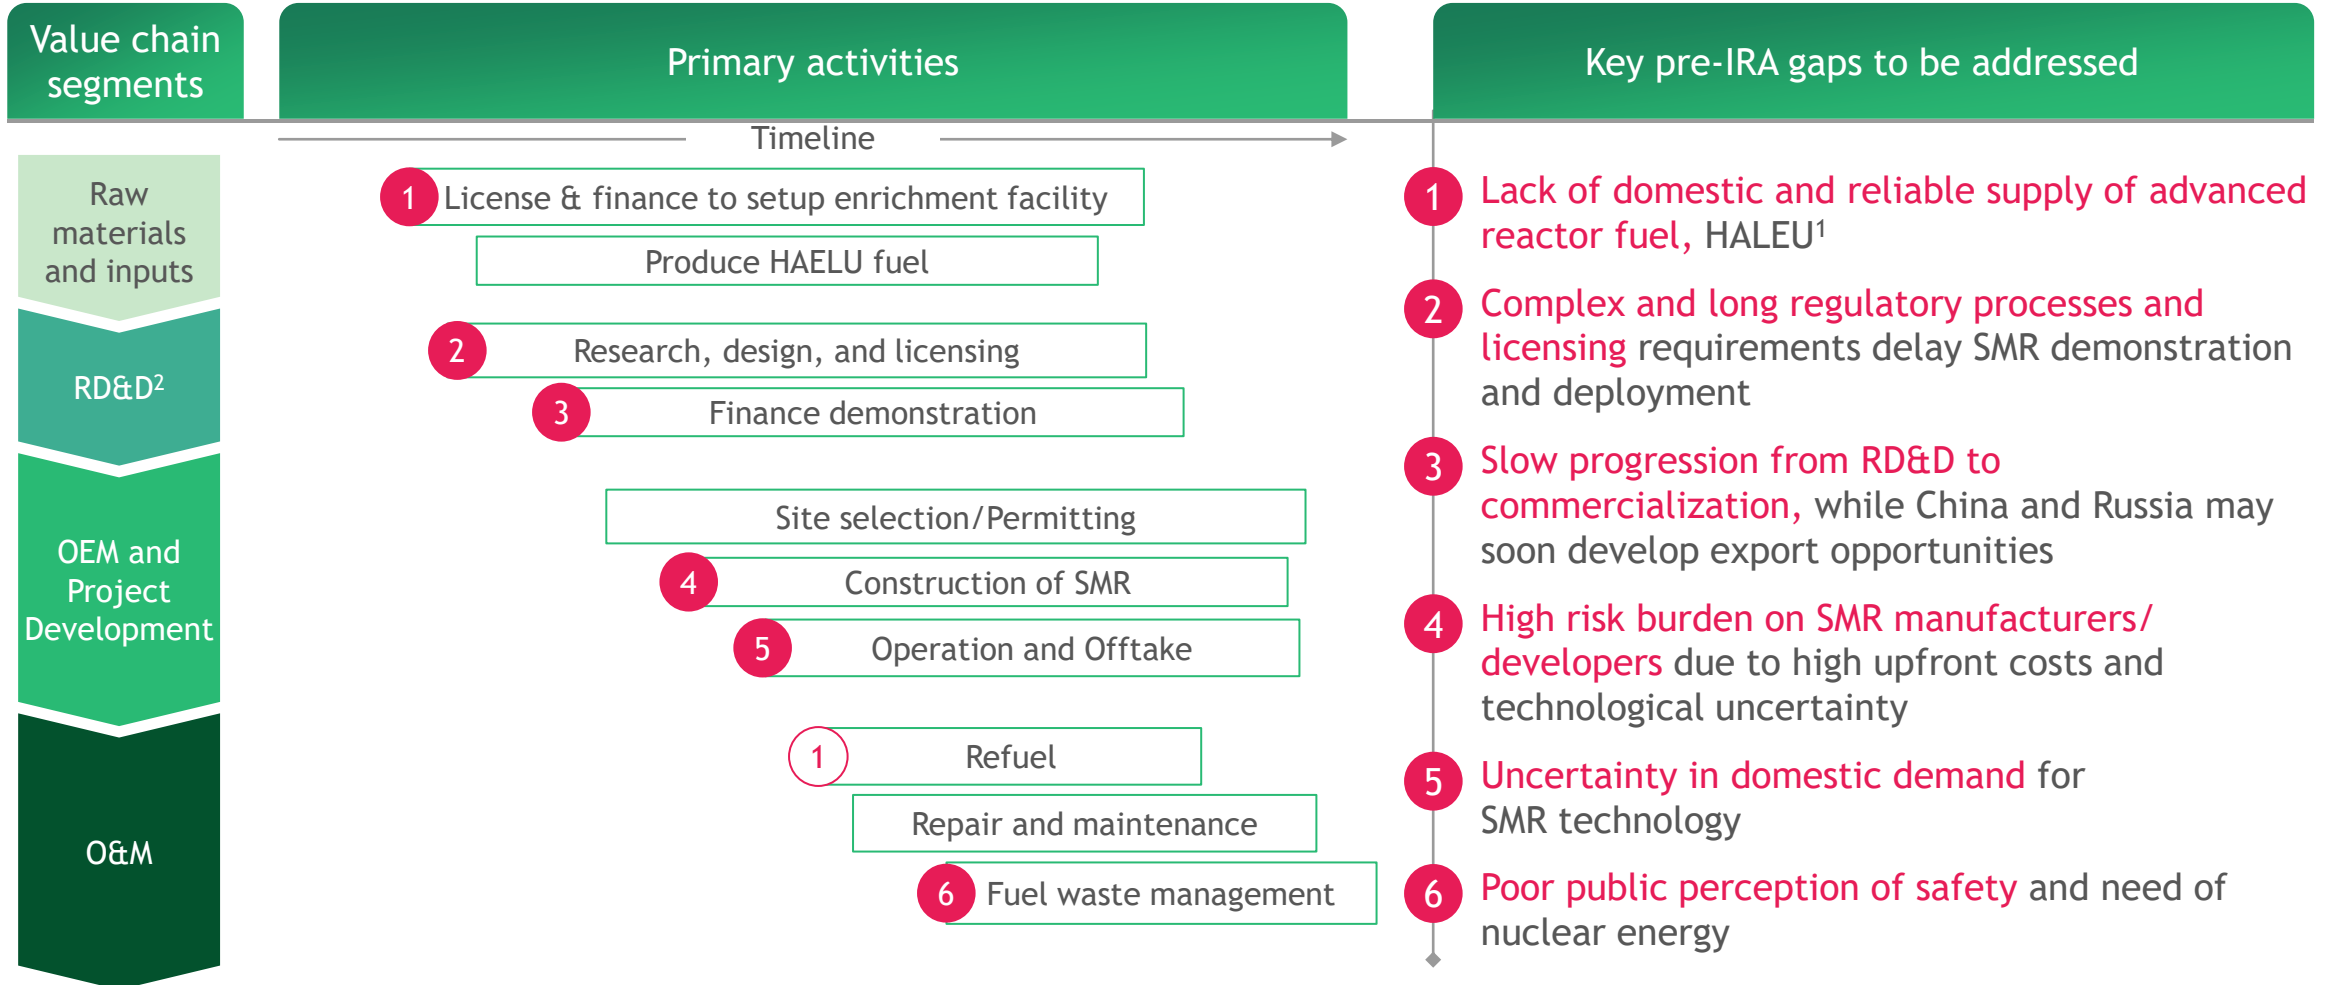 Value chain
segments
Primary activities
Key pre-IRA gaps to be addressed
Timeline
Raw
materials
and inputs
1 License & finance to setup enrichment facility
Produce HAELU fuel
RD&D²
2 Research, design, and licensing
3 Finance demonstration
OEM and
Project
Development
Site selection/Permitting
4 Construction of SMR
5 Operation and Offtake
O&M
1 Refuel
Repair and maintenance
6 Fuel waste management
1 Lack of domestic and reliable supply of advanced
reactor fuel, HALEU¹
2 Complex and long regulatory processes and
licensing requirements delay SMR demonstration
and deployment
3 Slow progression from RD&D to
commercialization, while China and Russia may
soon develop export opportunities
4 High risk burden on SMR manufacturers/
developers due to high upfront costs and
technological uncertainty
5 Uncertainty in domestic demand for
SMR technology
6 Poor public perception of safety and need of
nuclear energy